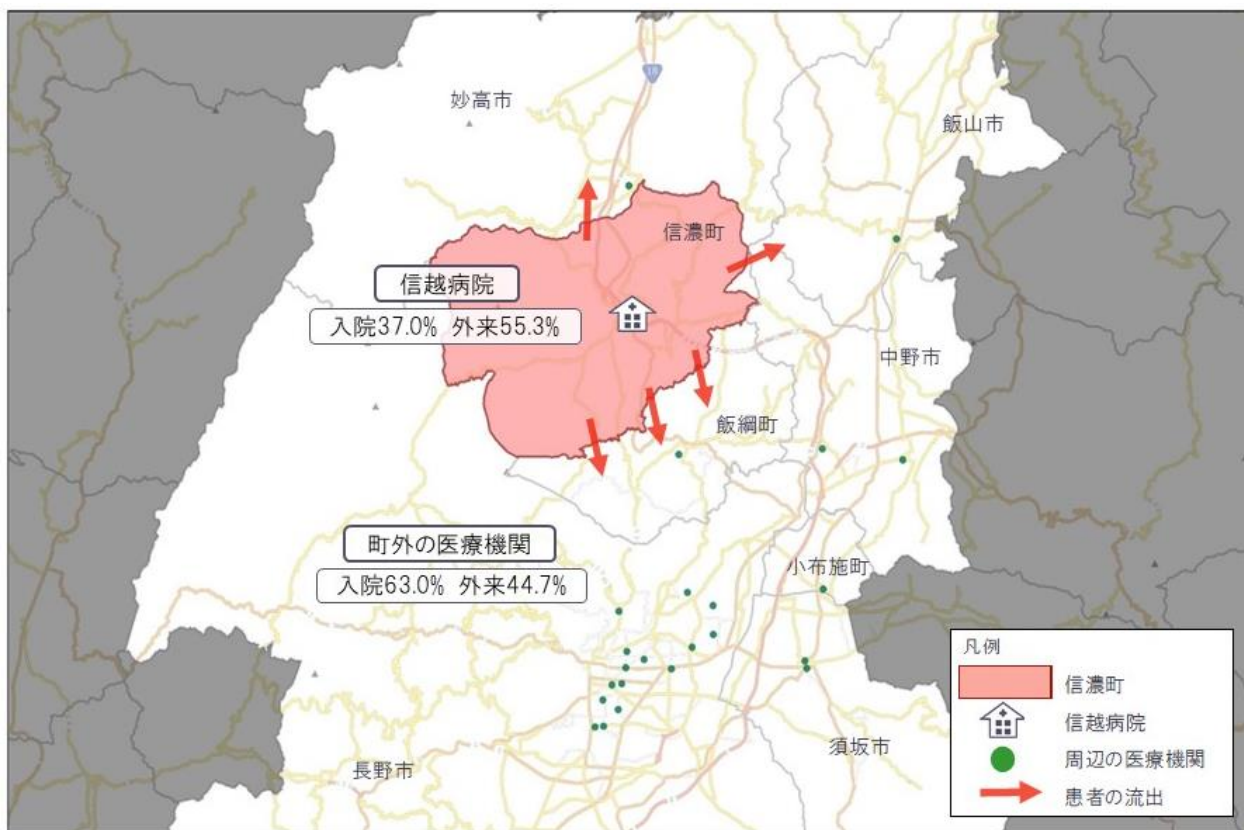 18
妙高市
飯山市
信濃町
信越病院
入院37.0% 外来55.3%
中野市
飯綱町
町外の医療機関
入院63.0% 外来44.7%
小布施町
須坂市
長野市
凡例
信濃町
信越病院
周辺の医療機関
患者の流出